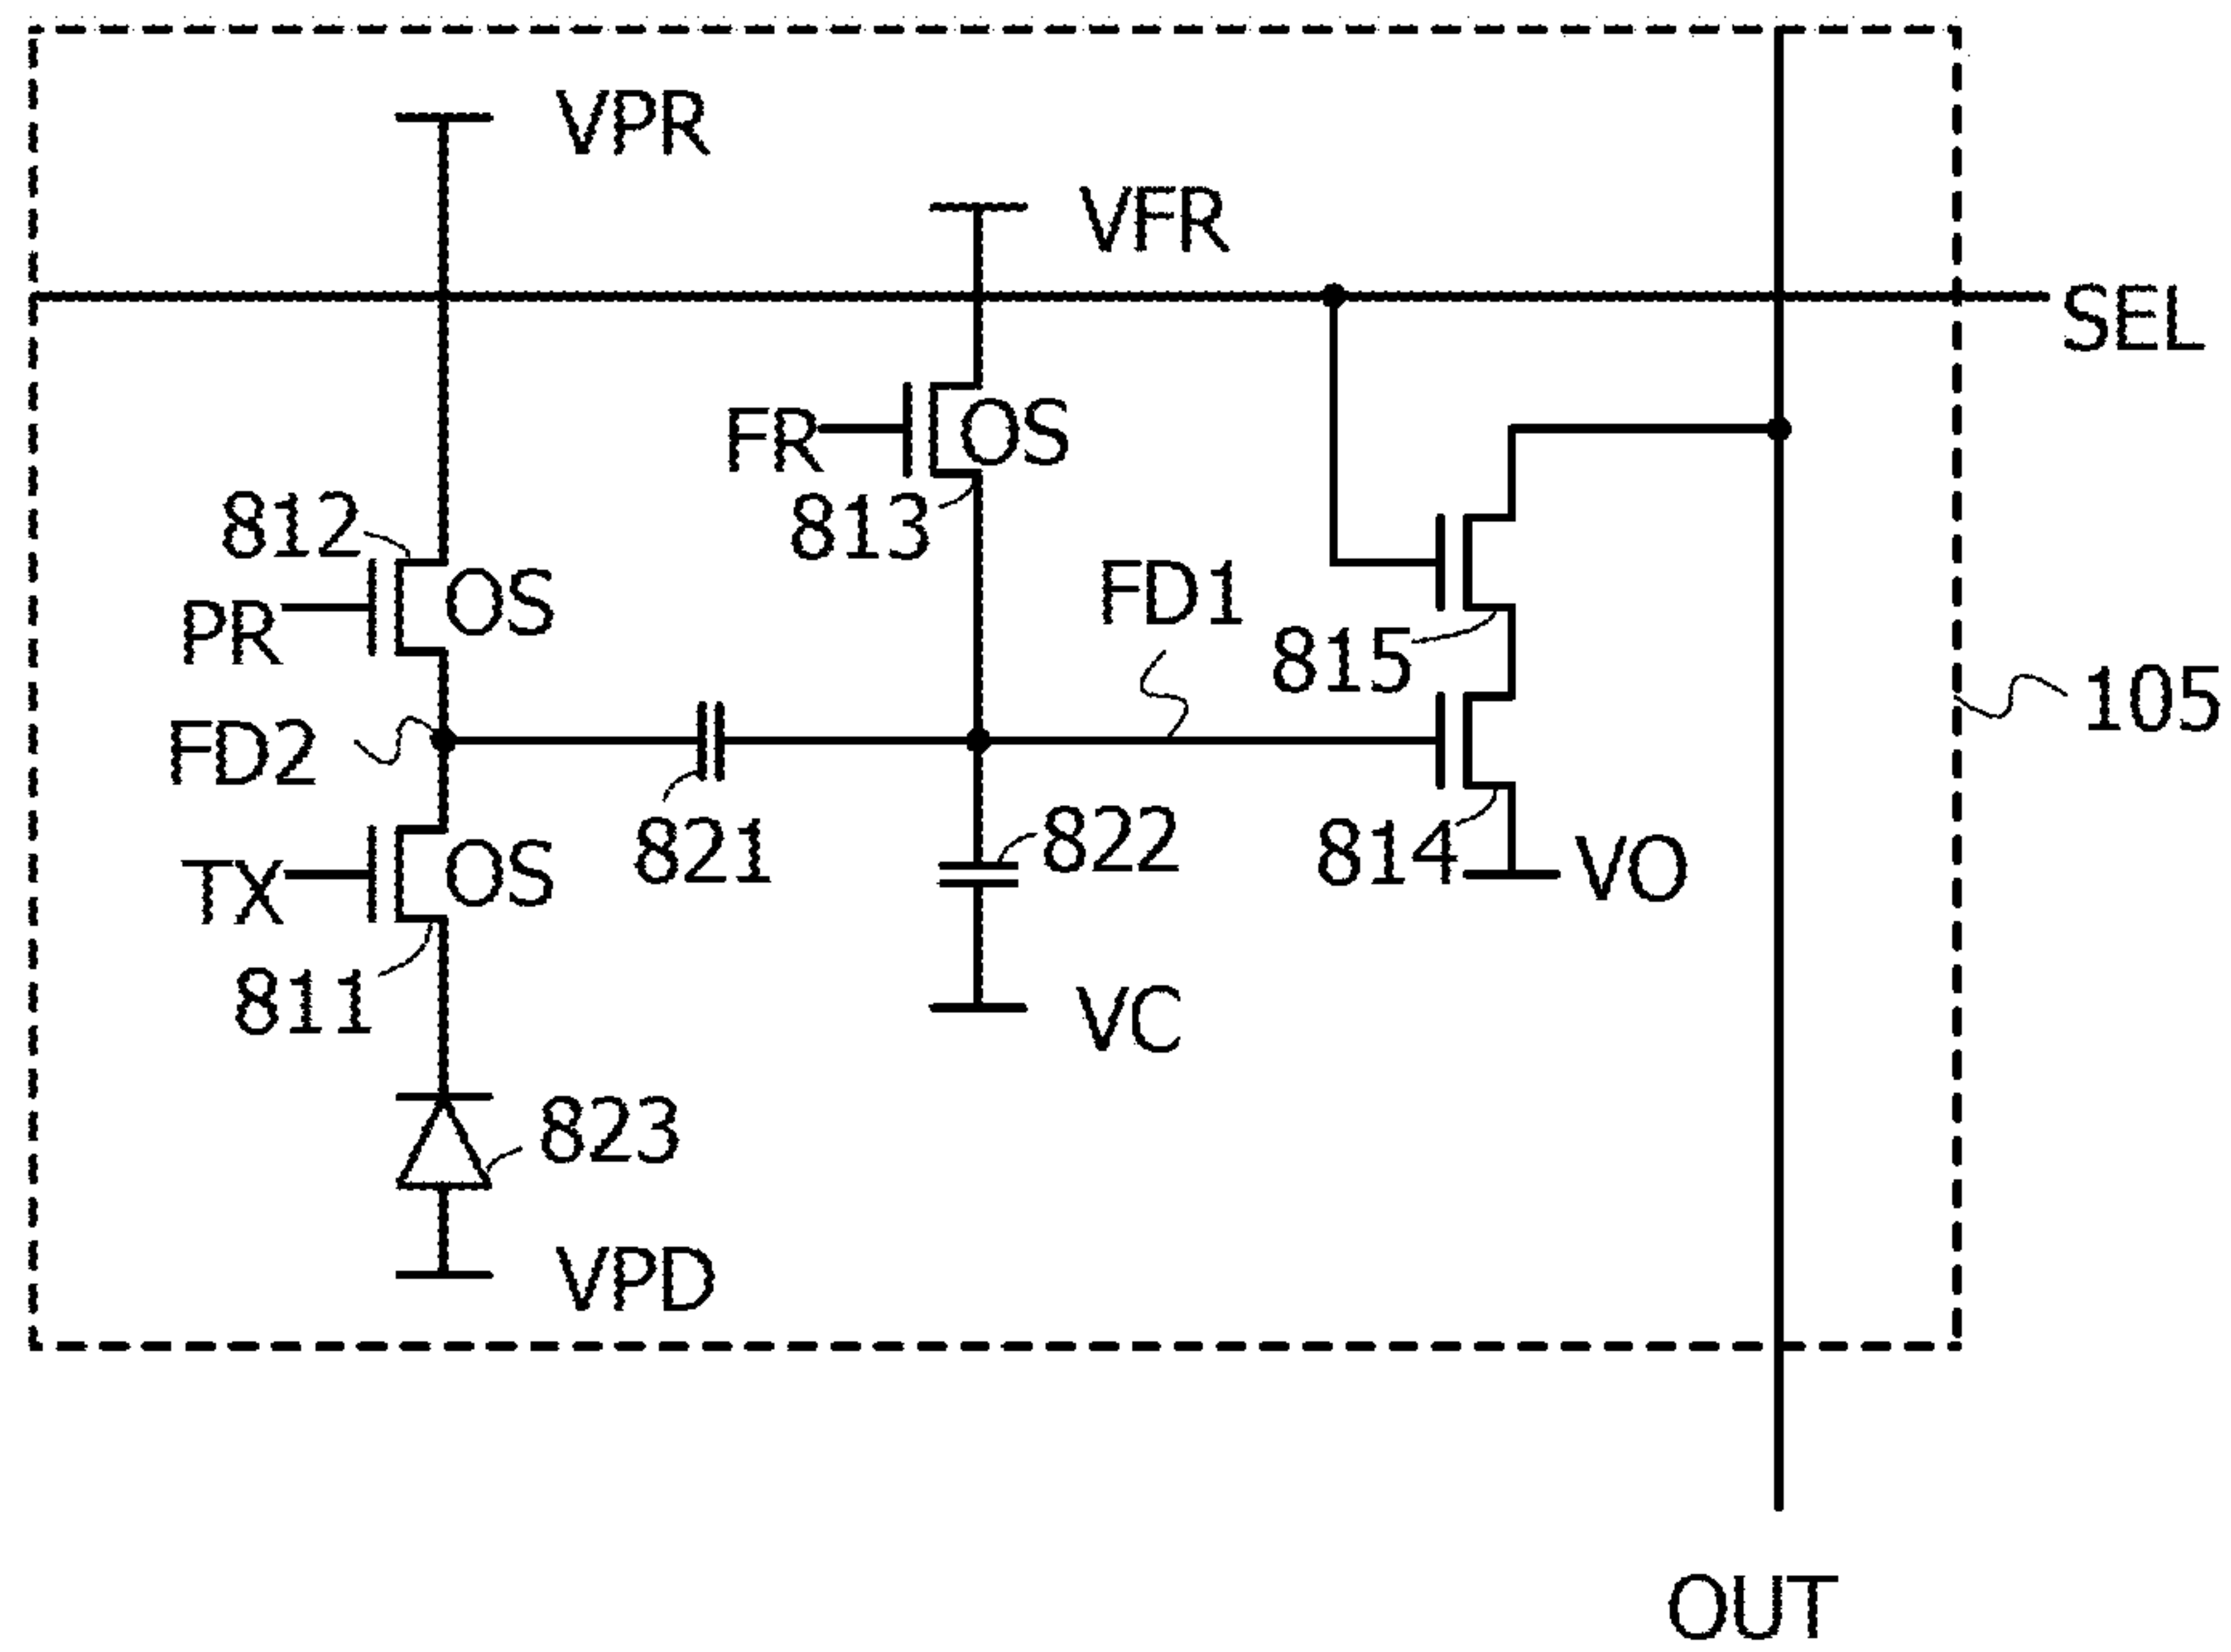 VPR
VFR
SEL
FR
OS
812
813
PR
OS
FD1
815
105
FD2
TX
OS
821
822
814
VO
811
VC
823
VPD
OUT